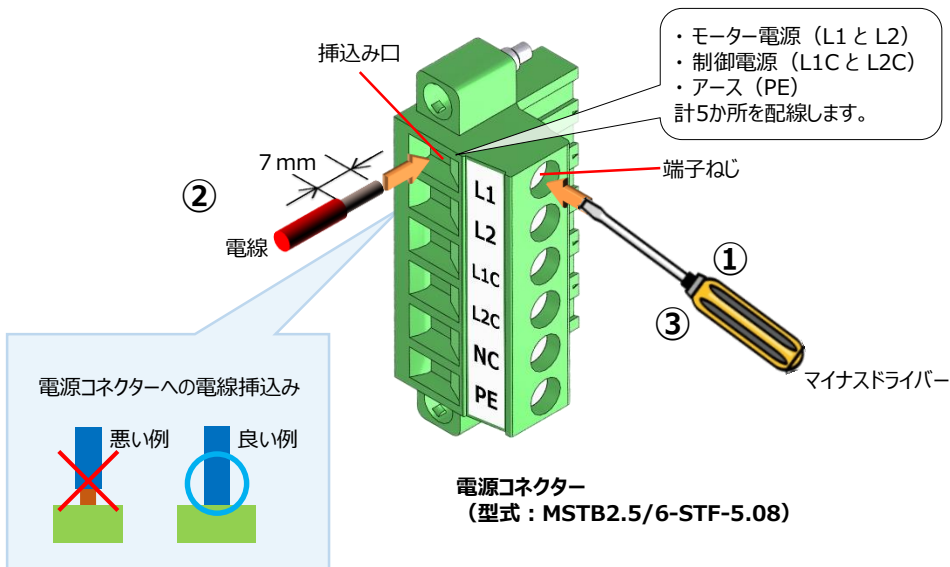 ・モーター電源（L1 と L2）
・制御電源（L1C と L2C）
・アース（PE）
計5か所を配線します。
挿込み口
7 mm
②
電線
端子ねじ
L1
L2
L1C
L2C
NC
PE
①
③
マイナスドライバー
電源コネクターへの電線挿込み
悪い例
良い例
電源コネクター
（型式：MSTB2.5/6-STF-5.08）